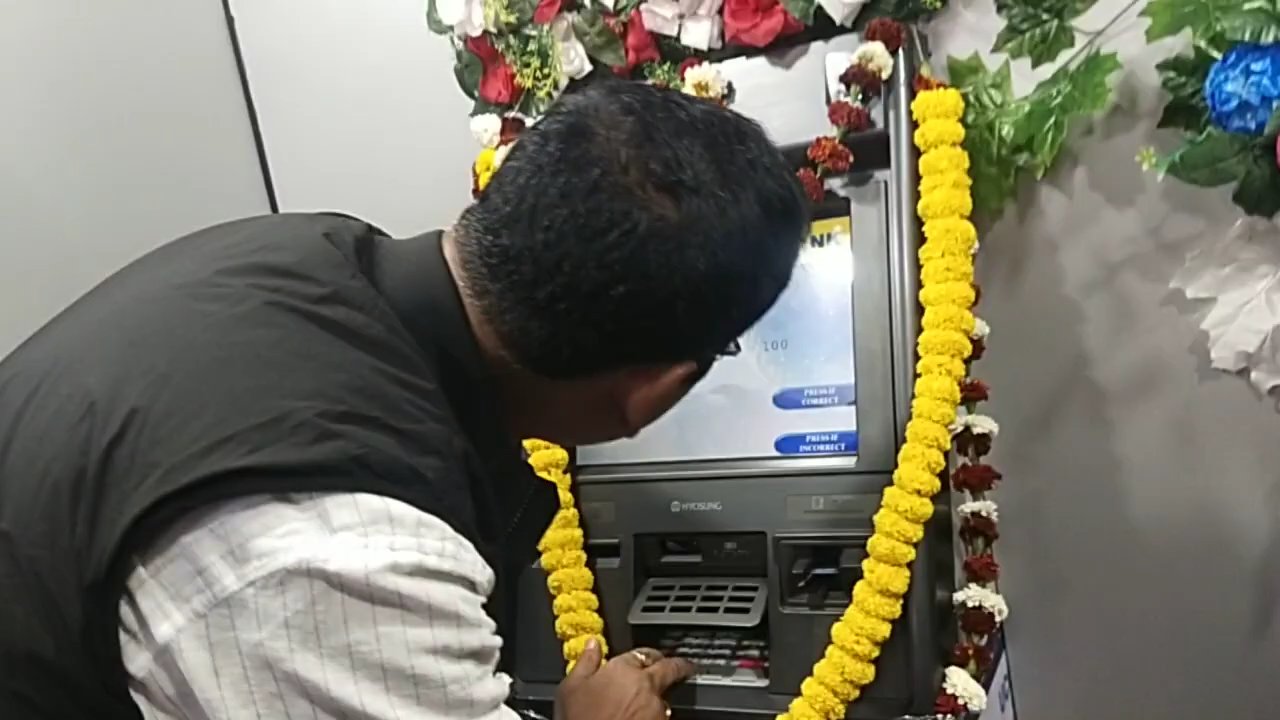 NK
100
PRESS IF
CORRECT
PRESS IF
INCORRECT
HYOSUNG